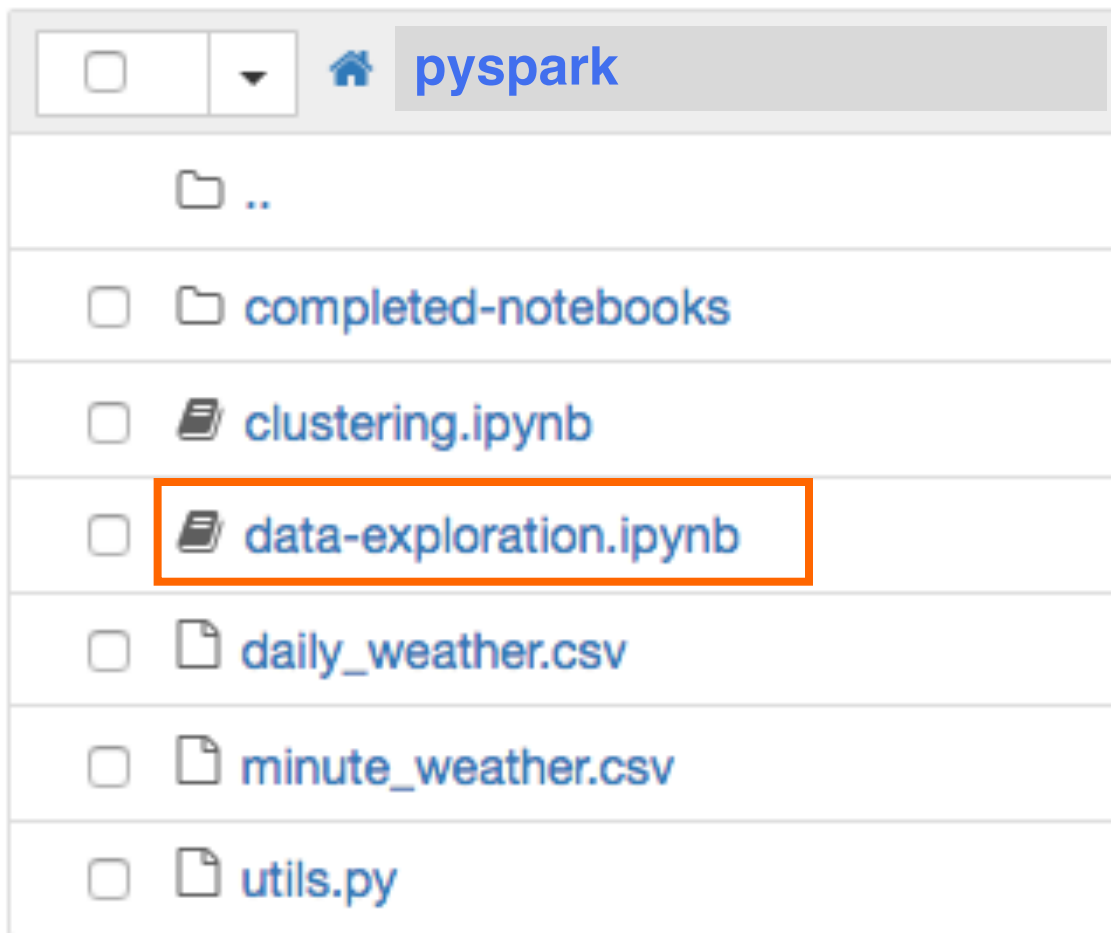 pyspark
..
completed-notebooks
clustering.ipynb
data-exploration.ipynb
daily_weather.csv
minute_weather.csv
utils.py